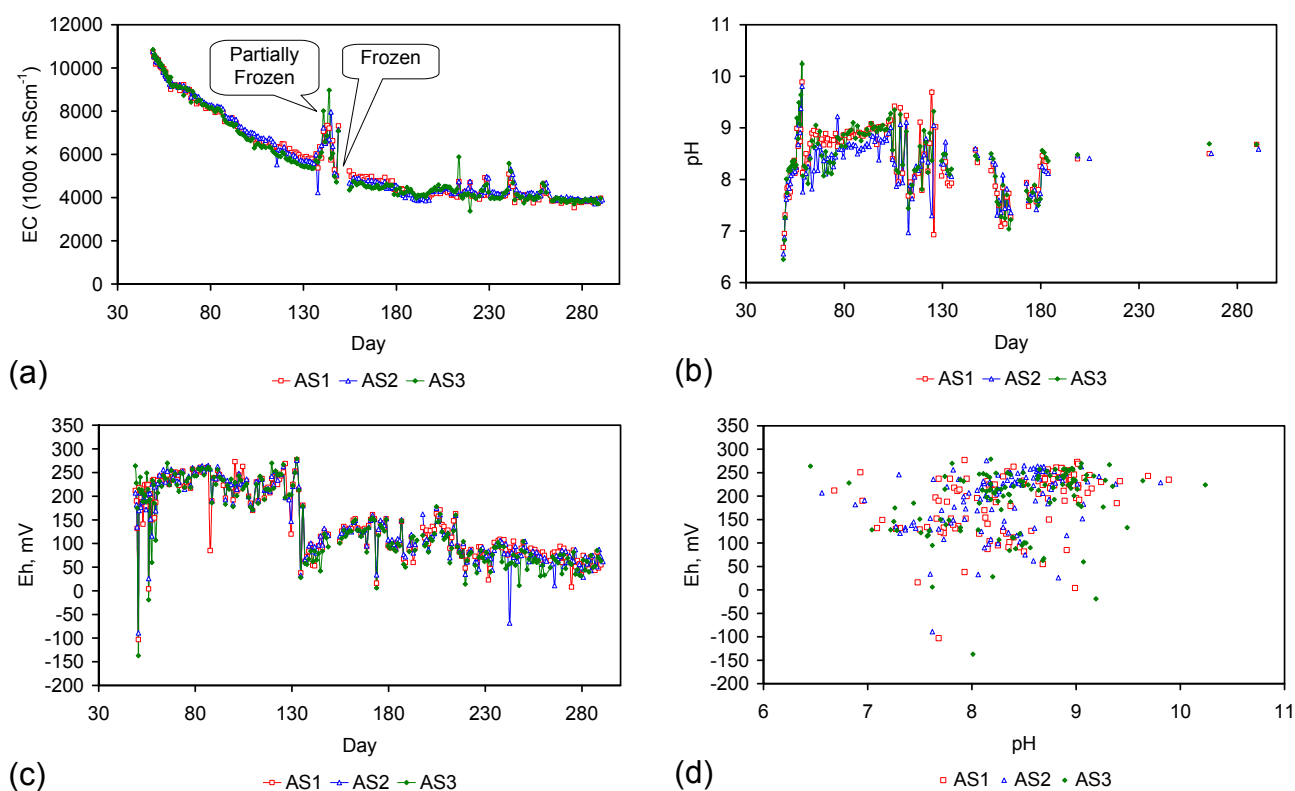 12000
10000
8000
6000
4000
2000
0
EC (1000 x mScm-1)
Partially
Frozen
Frozen
30 80 130 180 230 280
Day
(a)
AS1 AS2 AS3
11
10
9
8
7
6
pH
30 80 130 180 230 280
Day
(b)
AS1 AS2 AS3
350
300
250
200
150
100
50
0
-50
-100
-150
-200
Eh, mV
30 80 130 180 230 280
Day
(c)
AS1 AS2 AS3
350
300
250
200
150
100
50
0
-50
-100
-150
-200
Eh, mV
6 7 8 9 10 11
pH
(d)
AS1 AS2 AS3